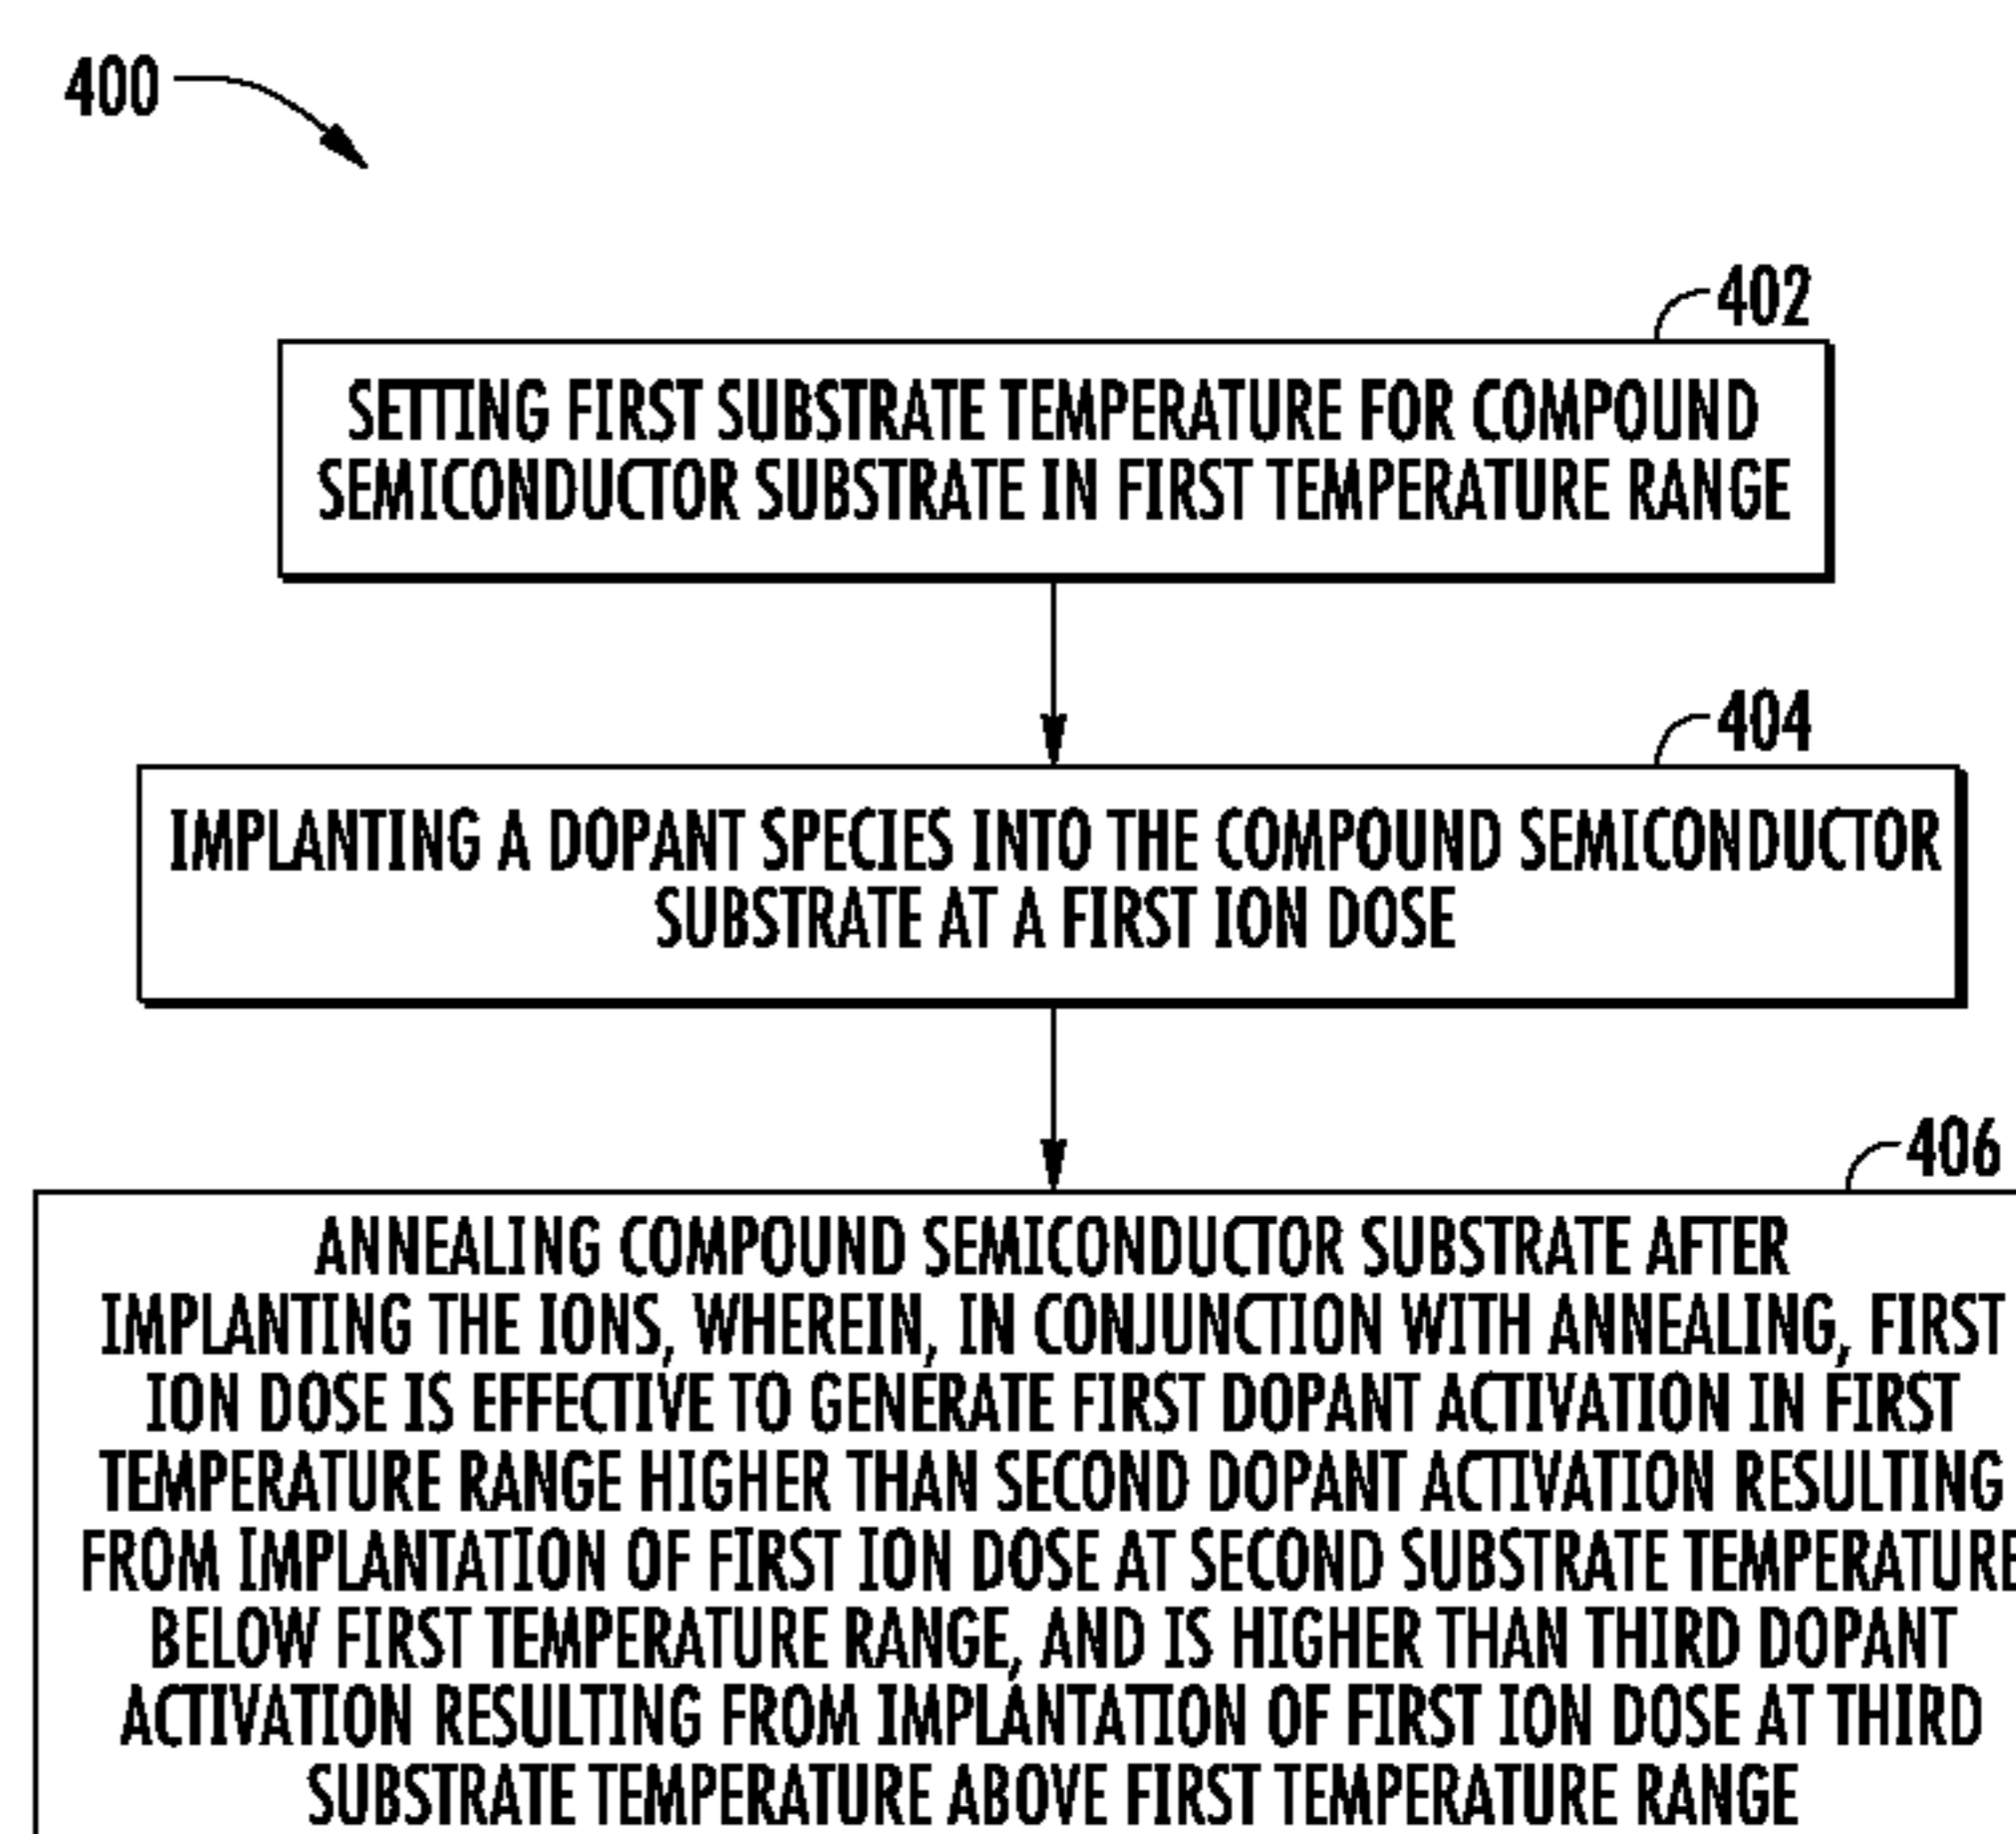 400
402
SETTING FIRST SUBSTRATE TEMPERATURE FOR COMPOUND
SEMICONDUCTOR SUBSTRATE IN FIRST TEMPERATURE RANGE
404
IMPLANTING A DOPANT SPECIES INTO THE COMPOUND SEMICONDUCTOR
SUBSTRATE AT A FIRST ION DOSE
406
ANNEALING COMPOUND SEMICONDUCTOR SUBSTRATE AFTER
IMPLANTING THE IONS, WHEREIN, IN CONJUNCTION WITH ANNEALING, FIRST
ION DOSE IS EFFECTIVE TO GENERATE FIRST DOPANT ACTIVATION IN FIRST
TEMPERATURE RANGE HIGHER THAN SECOND DOPANT ACTIVATION RESULTING
FROM IMPLANTATION OF FIRST ION DOSE AT SECOND SUBSTRATE TEMPERATURE
BELOW FIRST TEMPERATURE RANGE, AND IS HIGHER THAN THIRD DOPANT
ACTIVATION RESULTING FROM IMPLANTATION OF FIRST ION DOSE AT THIRD
SUBSTRATE TEMPERATURE ABOVE FIRST TEMPERATURE RANGE